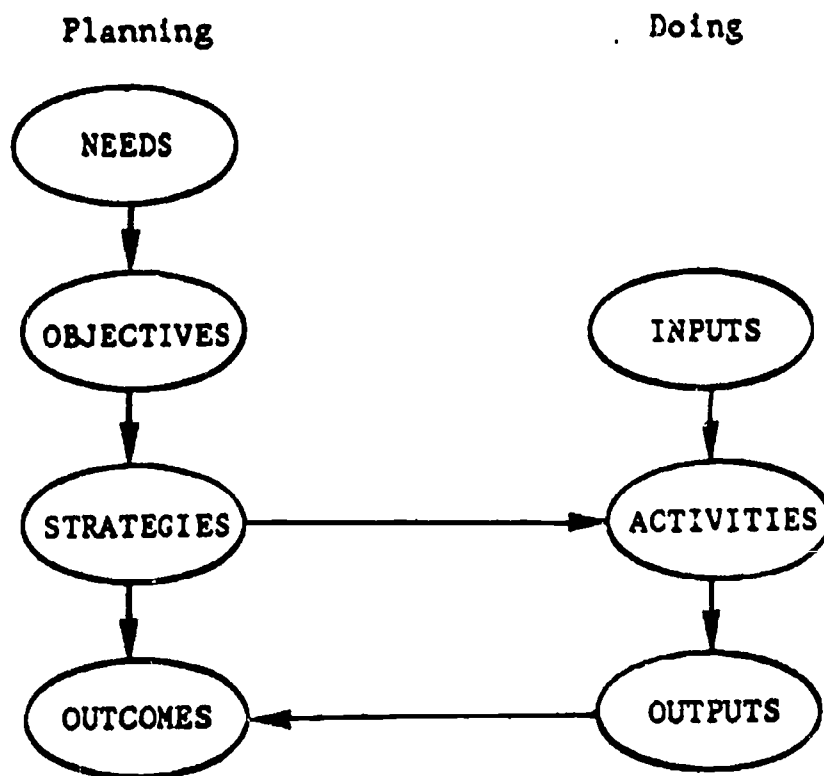 Planning
Doing
NEEDS
OBJECTIVES
INPUTS
STRATEGIES
ACTIVITIES
OUTCOMES
OUTPUTS